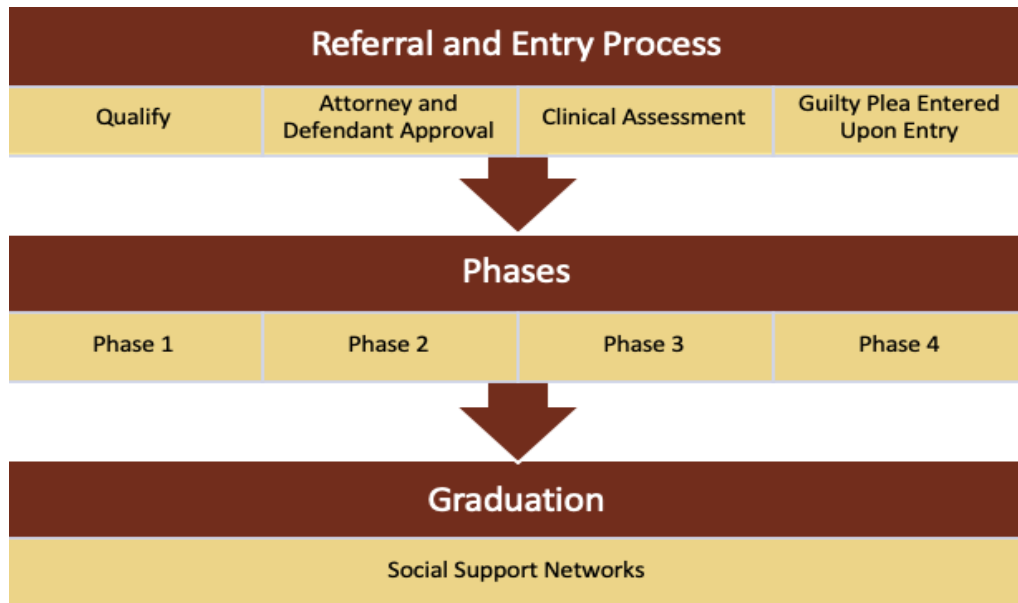 Referral and Entry Process
Qualify
Attorney and
Defendant Approval
Clinical Assessment
Guilty Plea Entered
Upon Entry
Phases
Phase 1
Phase 2
Phase 3
Phase 4
Graduation
Social Support Networks